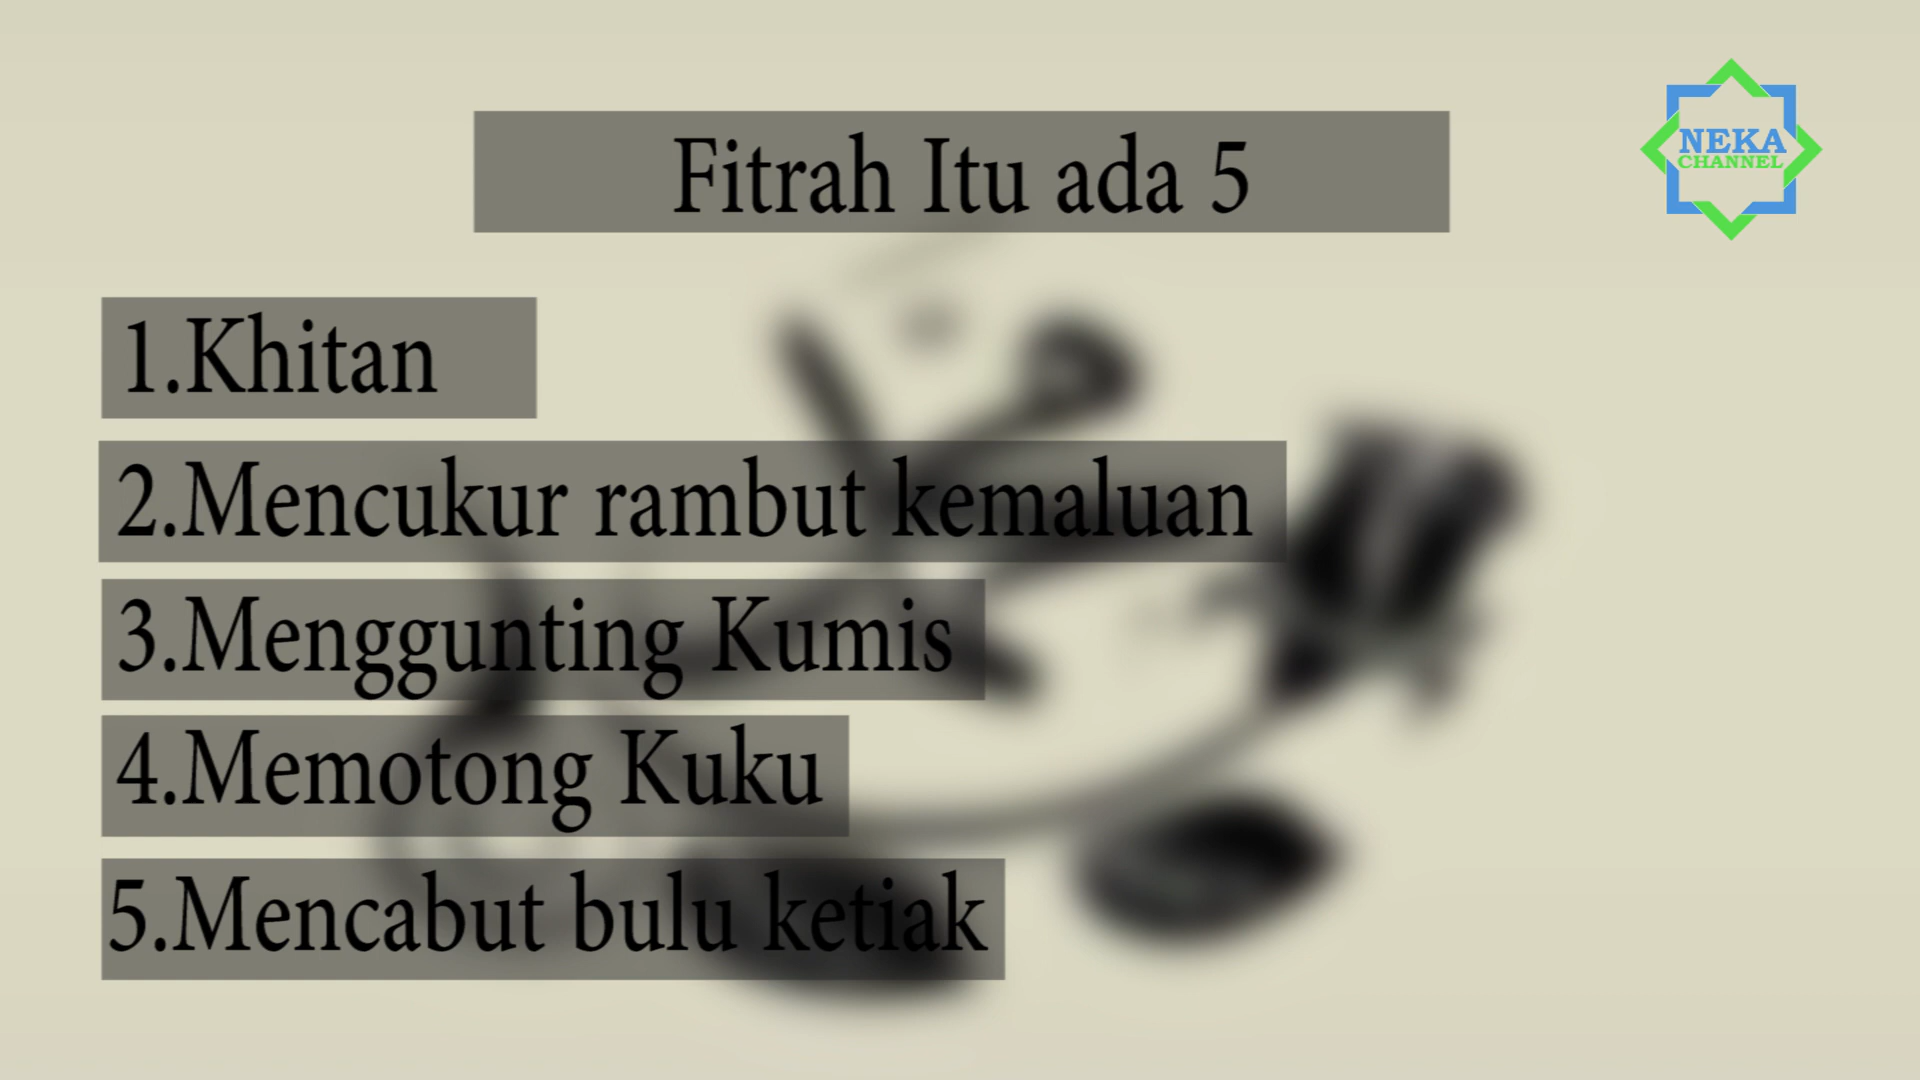 Fitrah Itu ada 5
NEKA
CHANNEL
1.Khitan
2.Mencukur rambut kemaluan
3.Menggunting Kumis
4.Memotong Kuku
5.Mencabut bulu ketiak